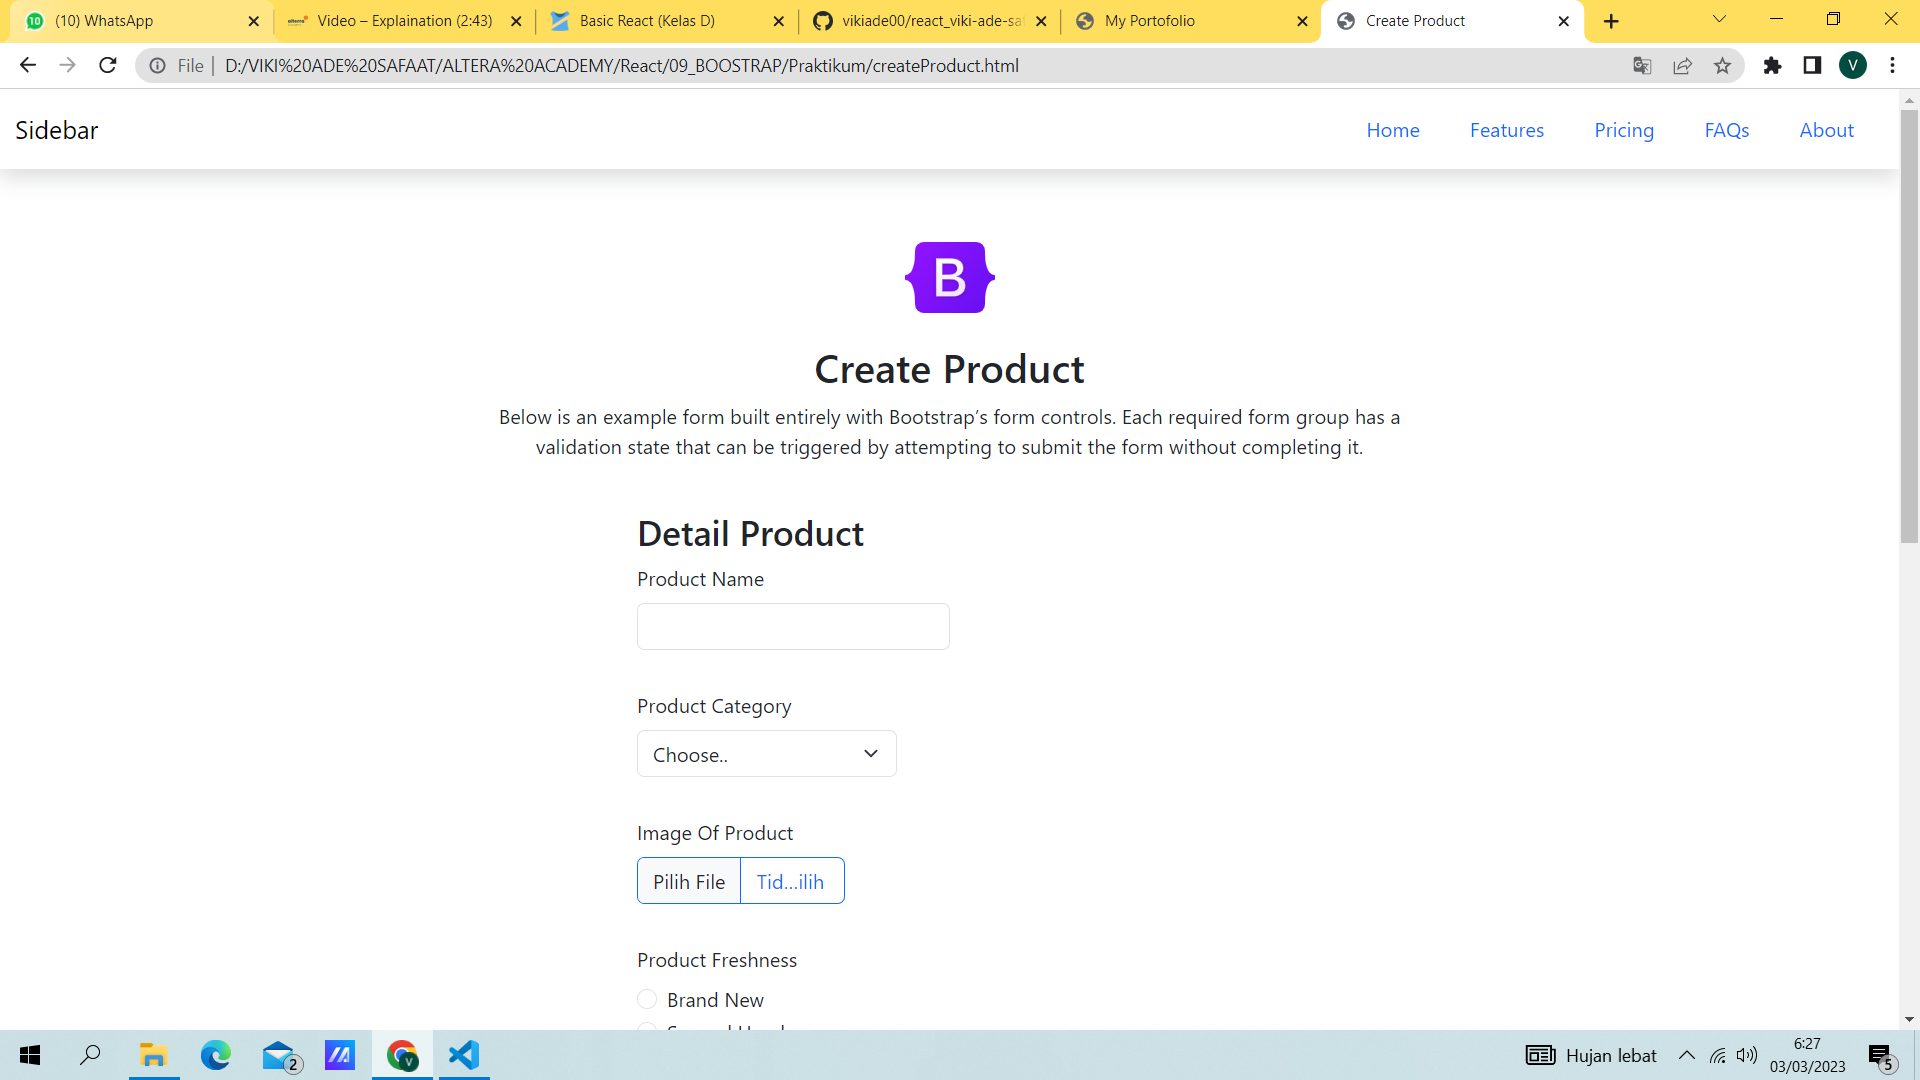 (10) WhatsApp
Video – Explaination (2:43)
Basic React (Kelas D)
vikiade00/react_viki-ade-sa
My Portofolio
Create Product
File
D:/VIKI%20ADE%20SAFAAT/ALTERA%20ACADEMY/React/09_BOOSTRAP/Praktikum/createProduct.html
V
Sidebar
Home
Features
Pricing
FAQs
About
B
Create Product
Below is an example form built entirely with Bootstrap’s form controls. Each required form group has a
validation state that can be triggered by attempting to submit the form without completing it.
Detail Product
Product Name
Product Category
Choose..
Image Of Product
Pilih File
Tid...ilih
Product Freshness
Brand New
2
V
Hujan lebat
6:27
03/03/2023
5